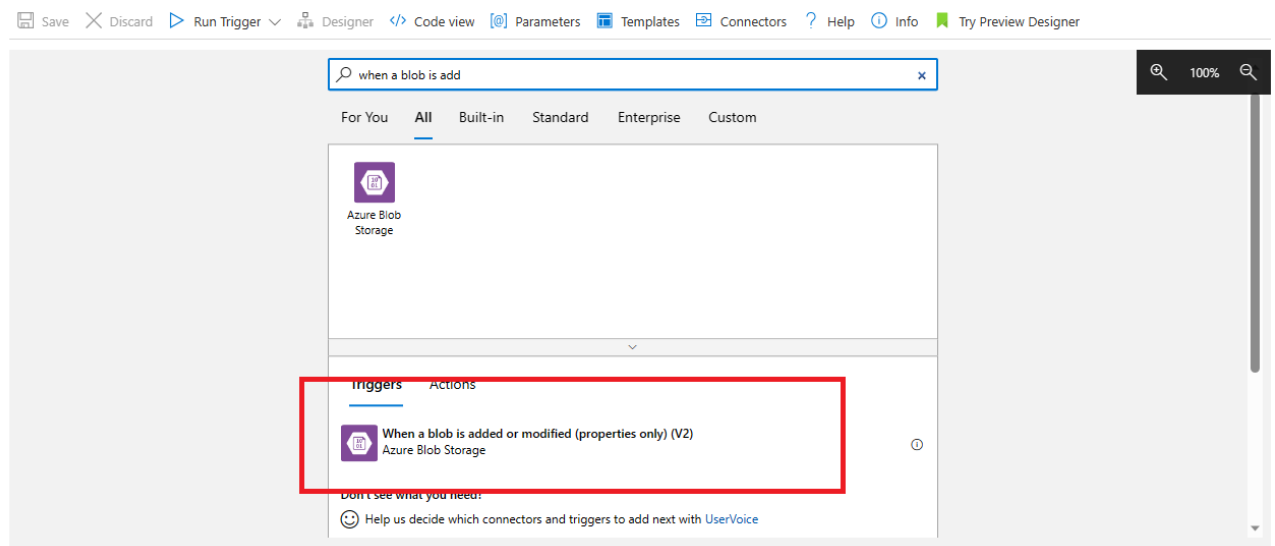 Save Discard Run Trigger Designer Code view Parameters Templates Connectors Help Info Try Preview Designer
when a blob is add
100%
For You All Built-in Standard Enterprise Custom
Azure Blob
Storage
Triggers Actions
When a blob is added or modified (properties only) (V2)
Azure Blob Storage
Don't see what you need?
Help us decide which connectors and triggers to add next with UserVoice